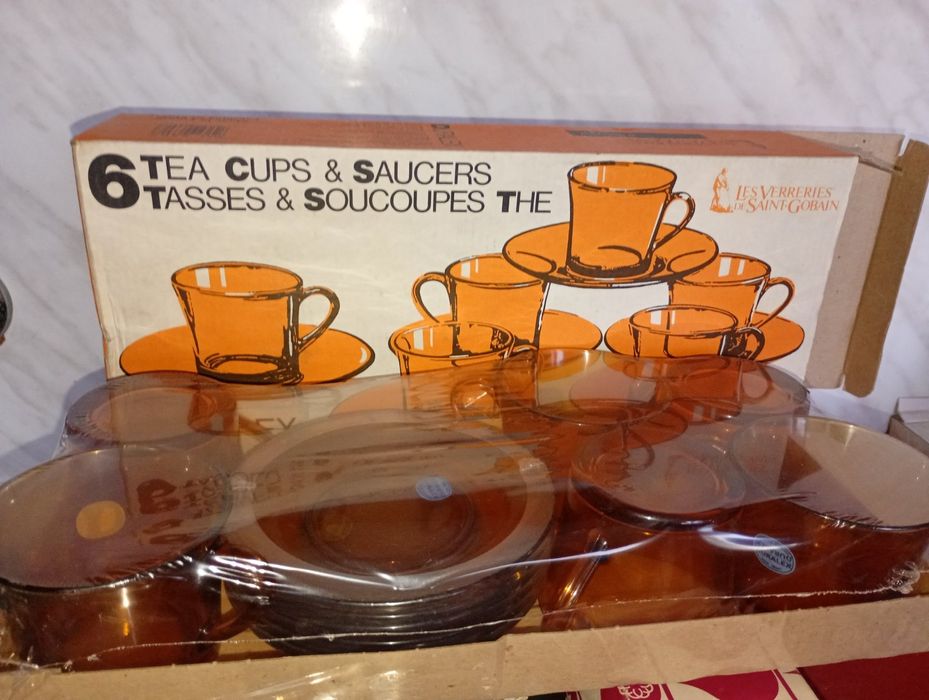 6 TEA CUPS & SAUCERS
TASSES & SOUCOUPES THE
LES VERRERIES
DE SAINT-GOBAIN